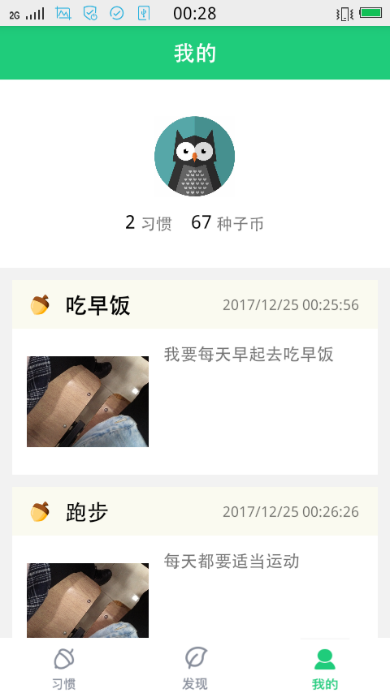 2G 00:28
我的
2 习惯 67 种子币
吃早饭 2017/12/25 00:25:56
我要每天早起去吃早饭
跑步 2017/12/25 00:26:26
每天都要适当运动
习惯 发现 我的